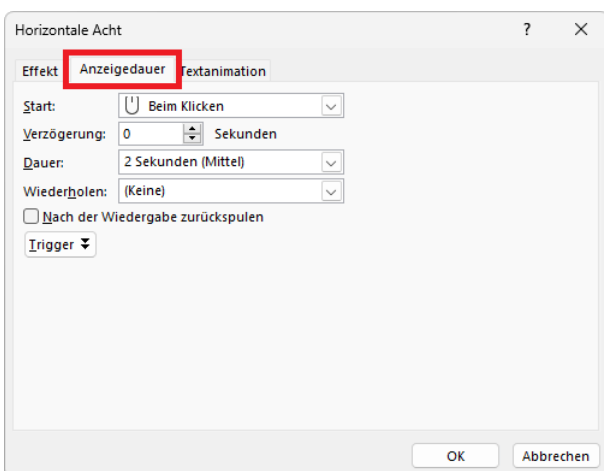 Horizontale Acht ?
Effekt Anzeigedauer Textanimation
Start: Beim Klicken
Verzögerung: 0 Sekunden
Dauer: 2 Sekunden (Mittel)
Wiederholen: (Keine)
Nach der Wiedergabe zurückspulen
Trigger
OK Abbrechen